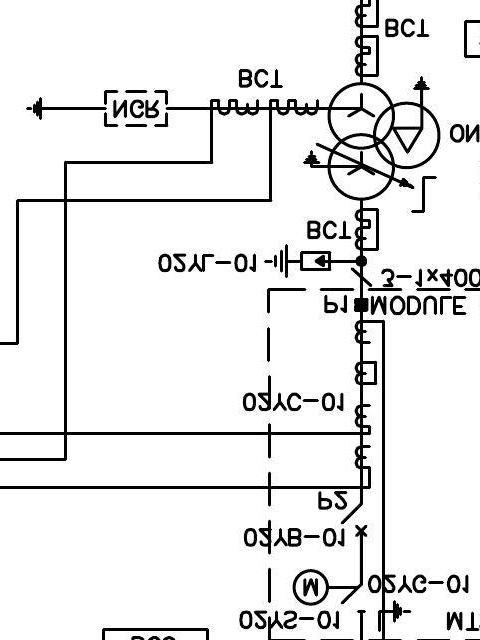 BCT
BCT
NGR
ON
BCT
02YL-01
3-1x400
P1 MODULE
02YC-01
P2
02YB-01
M 02YG-01
02YS-01 MT